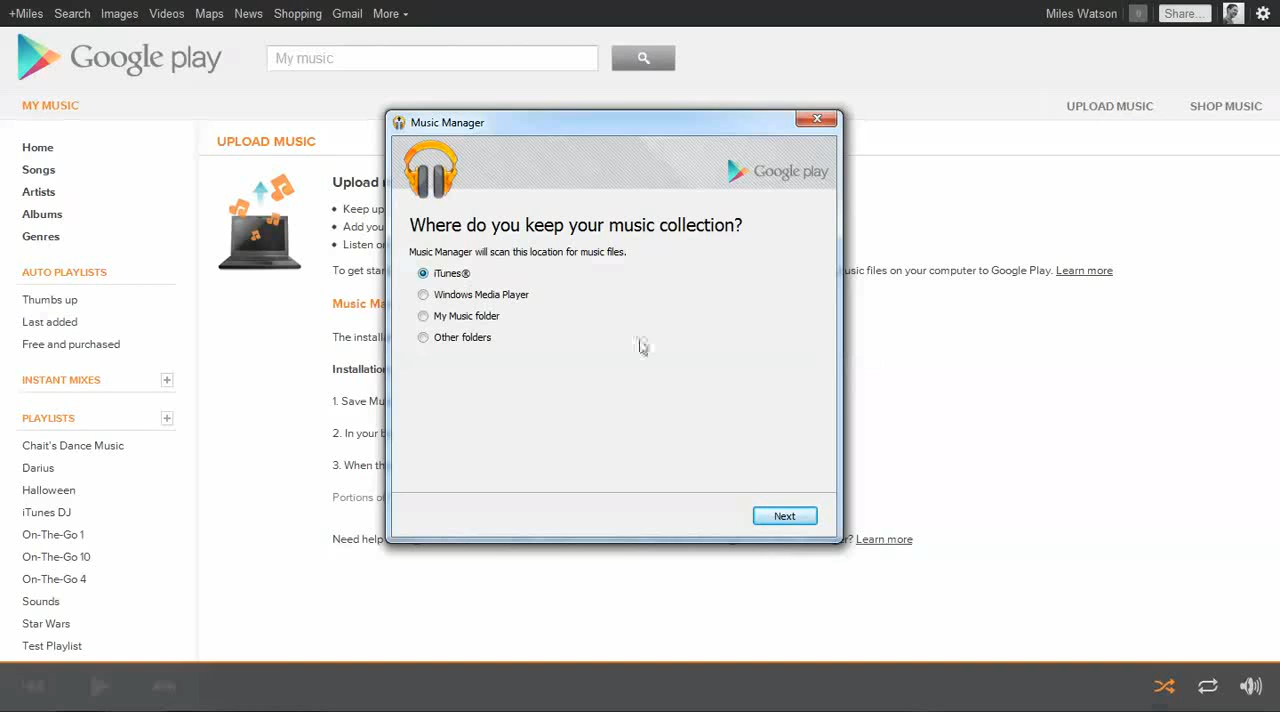 +Miles Search Images Videos Maps News Shopping Gmail More
Miles Watson 0 Share...
Google play
My music
MY MUSIC
UPLOAD MUSIC SHOP MUSIC
Home
Songs
Artists
Albums
Genres
AUTO PLAYLISTS
Thumbs up
Last added
Free and purchased
INSTANT MIXES
PLAYLISTS
Chait's Dance Music
Darius
Halloween
iTunes DJ
On-The-Go 1
On-The-Go 10
On-The-Go 4
Sounds
Star Wars
Test Playlist
UPLOAD MUSIC
Upload
Keep up
Add you
Listen
To get star
usic files on your computer to Google Play. Learn more
Music Ma
The installa
Installation
1. Save Mu
2. In your b
3. When th
Portions o
Need help
? Learn more
Music Manager
Google play
Where do you keep your music collection?
Music Manager will scan this location for music files.
iTunes®
Windows Media Player
My Music folder
Other folders
Next